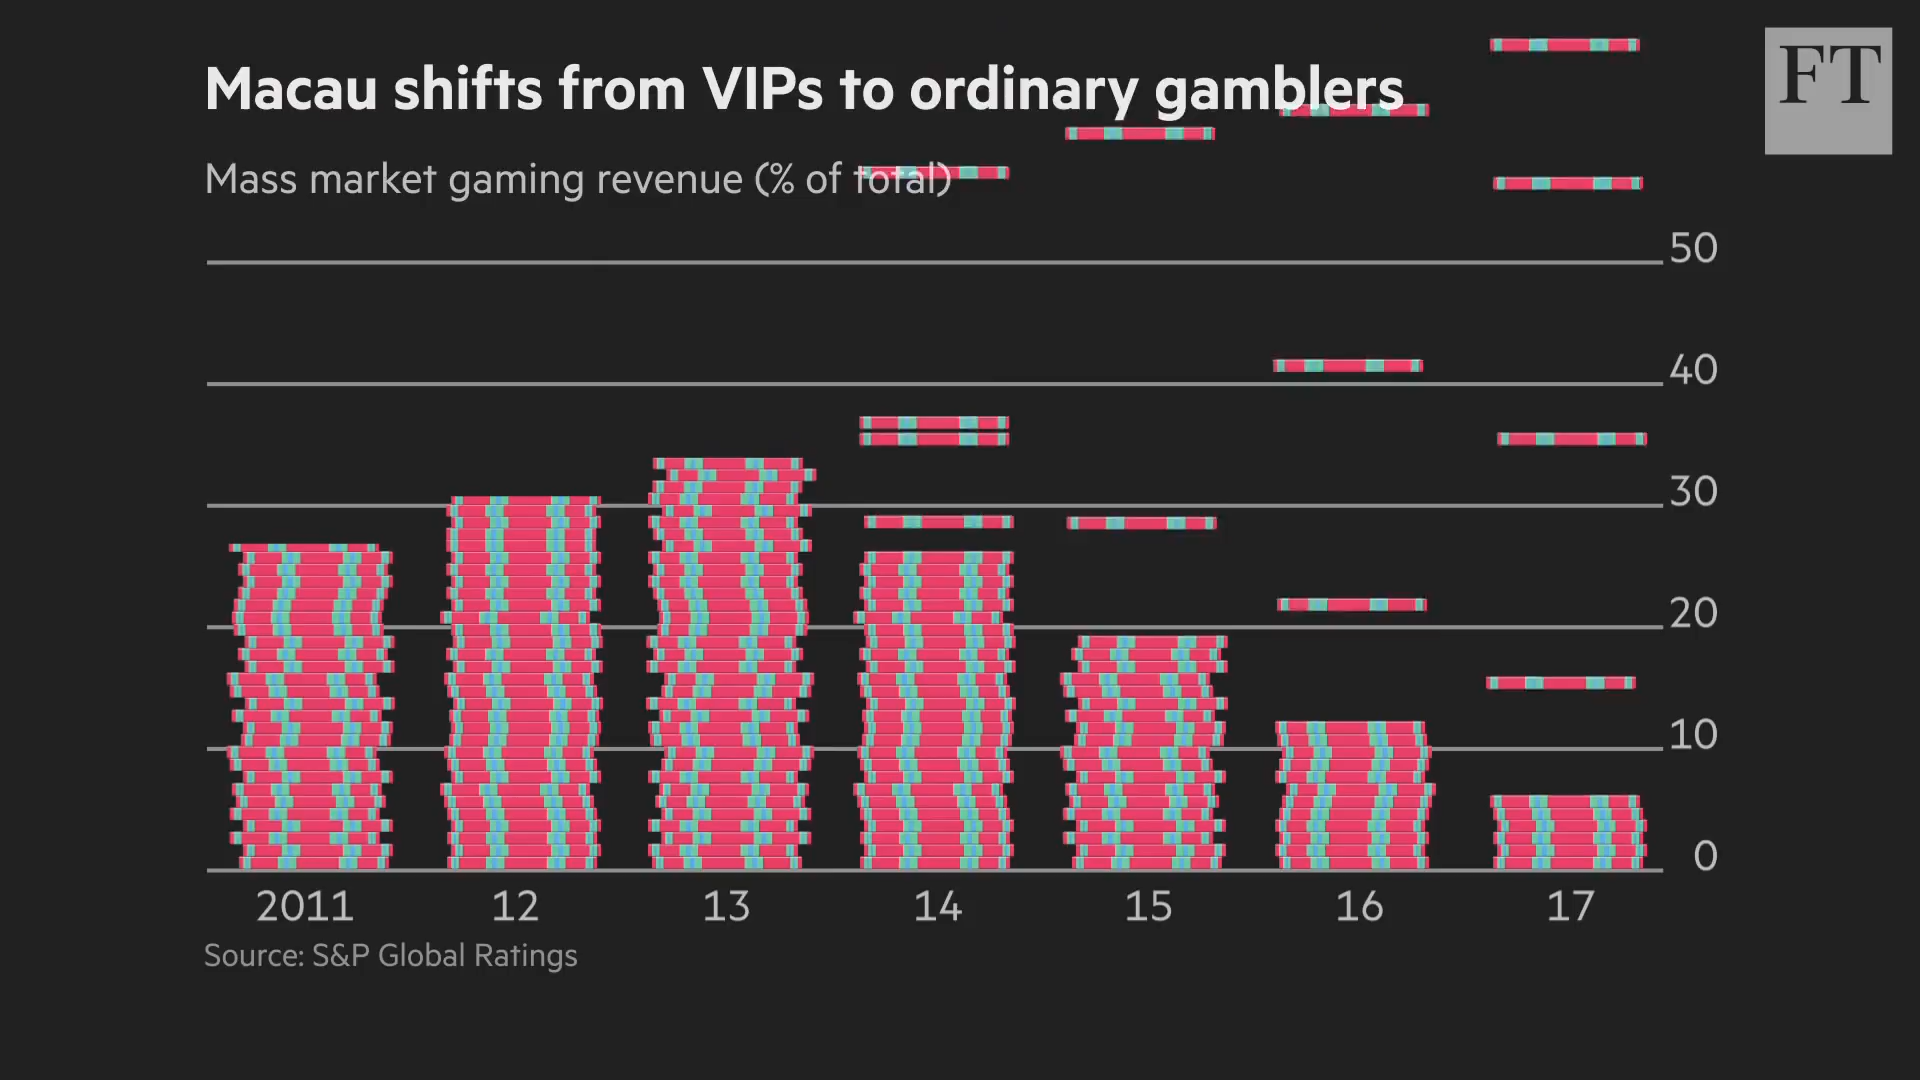 Macau shifts from VIPs to ordinary gamblers
FT
Mass market gaming revenue (% of total)
50
40
30
20
10
0
2011 12 13 14 15 16 17
Source: S&P Global Ratings